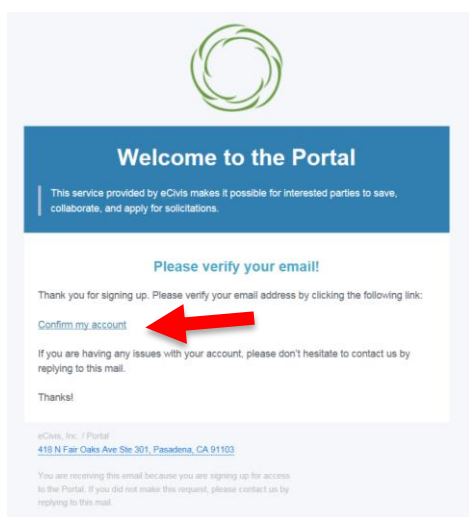 Welcome to the Portal
This service provided by eCivis makes it possible for interested parties to save,
collaborate, and apply for solicitations.
Please verify your email!
Thank you for signing up. Please verify your email address by clicking the following link:
Confirm my account
If you are having any issues with your account, please don't hesitate to contact us by
replying to this mail.
Thanks!
eCivis, Inc. / Portal
418 N Fair Oaks Ave Ste 301, Pasadena, CA 91103
You are receiving this email because you are signing up for access
to the Portal. If you did not make this request, please contact us by
replying to this mail.